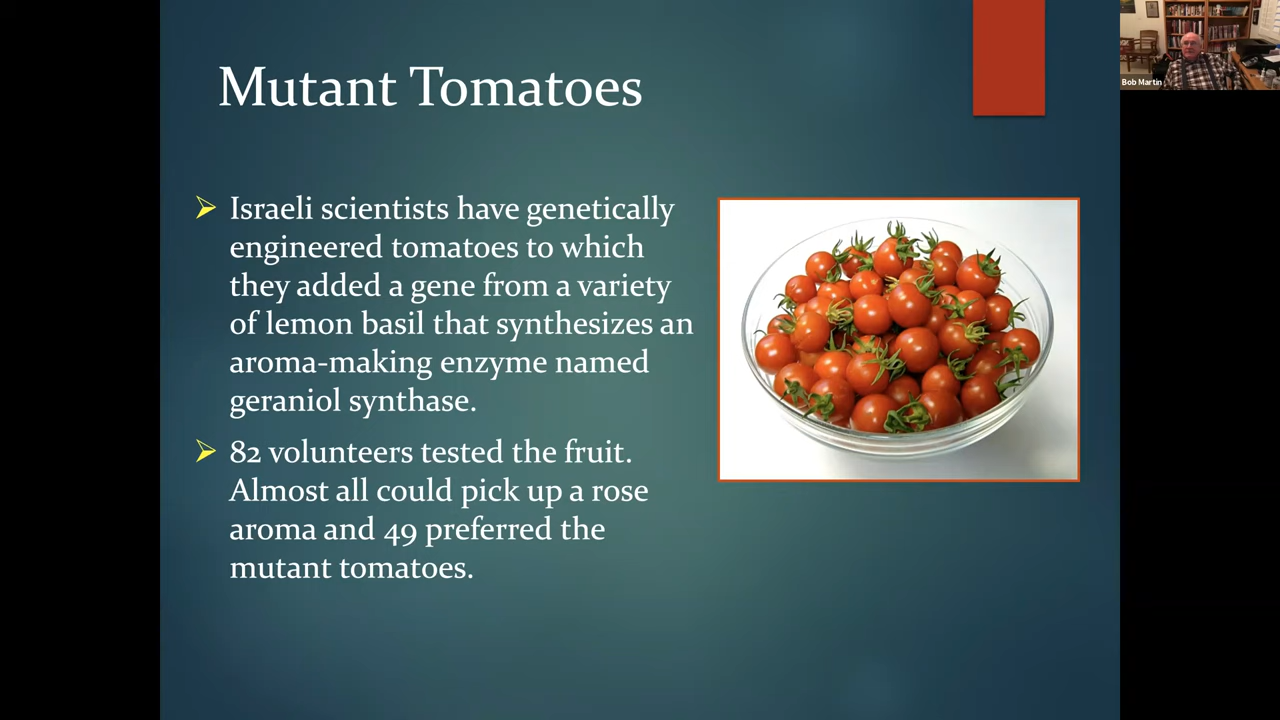 Mutant Tomatoes
Israeli scientists have genetically
engineered tomatoes to which
they added a gene from a variety
of lemon basil that synthesizes an
aroma-making enzyme named
geraniol synthase.
82 volunteers tested the fruit.
Almost all could pick up a rose
aroma and 49 preferred the
mutant tomatoes.
Bob Martin